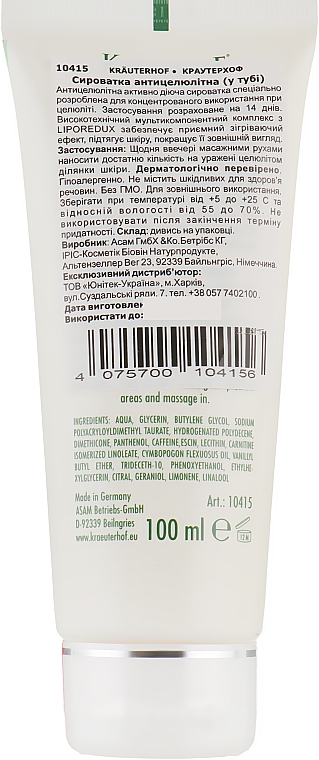 10415 KRÄUTERHOF • КРАУТЕРХОФ
Сироватка антицелюлітна (у тубі)
Антицелюлітна активно діюча сироватка спеціально
розроблена для концентрованого використання при
целюліті. Застосування розраховане на 14 днів.
Високотехнічний мультикомпонентний комплекс з
LIPOREDUX забезпечує приємний зігріваючий
ефект, підтягує шкіру, покращує її зовнішній вигляд.
Застосування: Щодня ввечері масажними рухами
наносити достатню кількість на уражені целюлітом
ділянки шкіри. Дерматологічно перевірено.
Гіпоалергенно. Не містить шкідливих для здоров'я
речовин. Без ГМО. Для зовнішнього використання.
Зберігати при температурі від +5 до +25 С та
відносній вологості від 55 до 70%. Не
використовувати після закінчення терміну
придатності. Склад: дивись на упаковці.
Виробник: Асам ГмбХ &Ко.Бетрібс КГ,
ІРІС-Косметік Біовін Натурпродукте,
Альтензеллер Вег 23, 92339 Байльнгріс, Німеччина.
Ексклюзивний дистриб'ютор:
ТОВ «Юнітек-Україна», м.Харків,
вул.Суздальські ряли. 7. тел. +38 057 7402100.
Дата виготовлен
Використати до:
4 075700 104156
areas and massage in.
INGREDIENTS: AQUA, GLYCERIN, BUTYLENE GLYCOL, SODIUM
POLYACRYLOYLDIMETHYL TAURATE, HYDROGENATED POLYDECENE,
DIMETHICONE, PANTHENOL, CAFFEINE,ESCIN, LECITHIN, CARNITINE
ISOMERIZED LINOLEATE, CYMBOPOGON FLEXUOSUS OIL, VANILLYL
BUTYL ETHER, TRIDECETH-10, PHENOXYETHANOL, ETHYLHE-
XYLGLYCERIN, CITRAL, GERANIOL, LIMONENE, LINALOOL
Made in Germany
ASAM Betriebs-GmbH
D-92339 Beilngries
www.kraeuterhof.eu
Art.: 10415
100 ml e 12 M